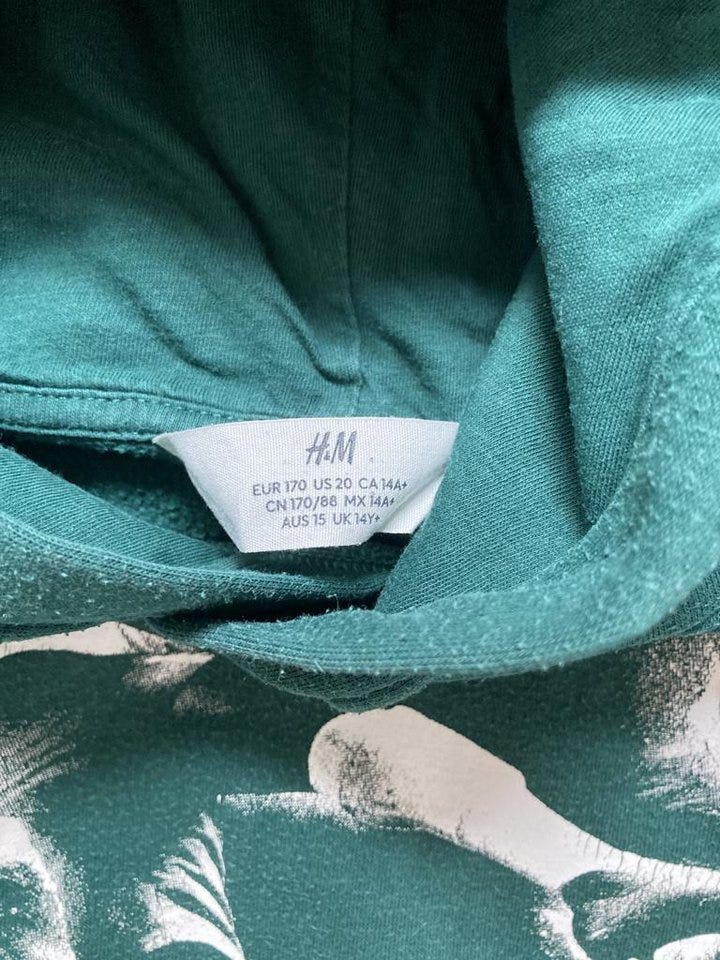 H&M
EUR 170 US 20 CA 14A+
CN 170/88 MX 14A+
AUS 15 UK 14Y+